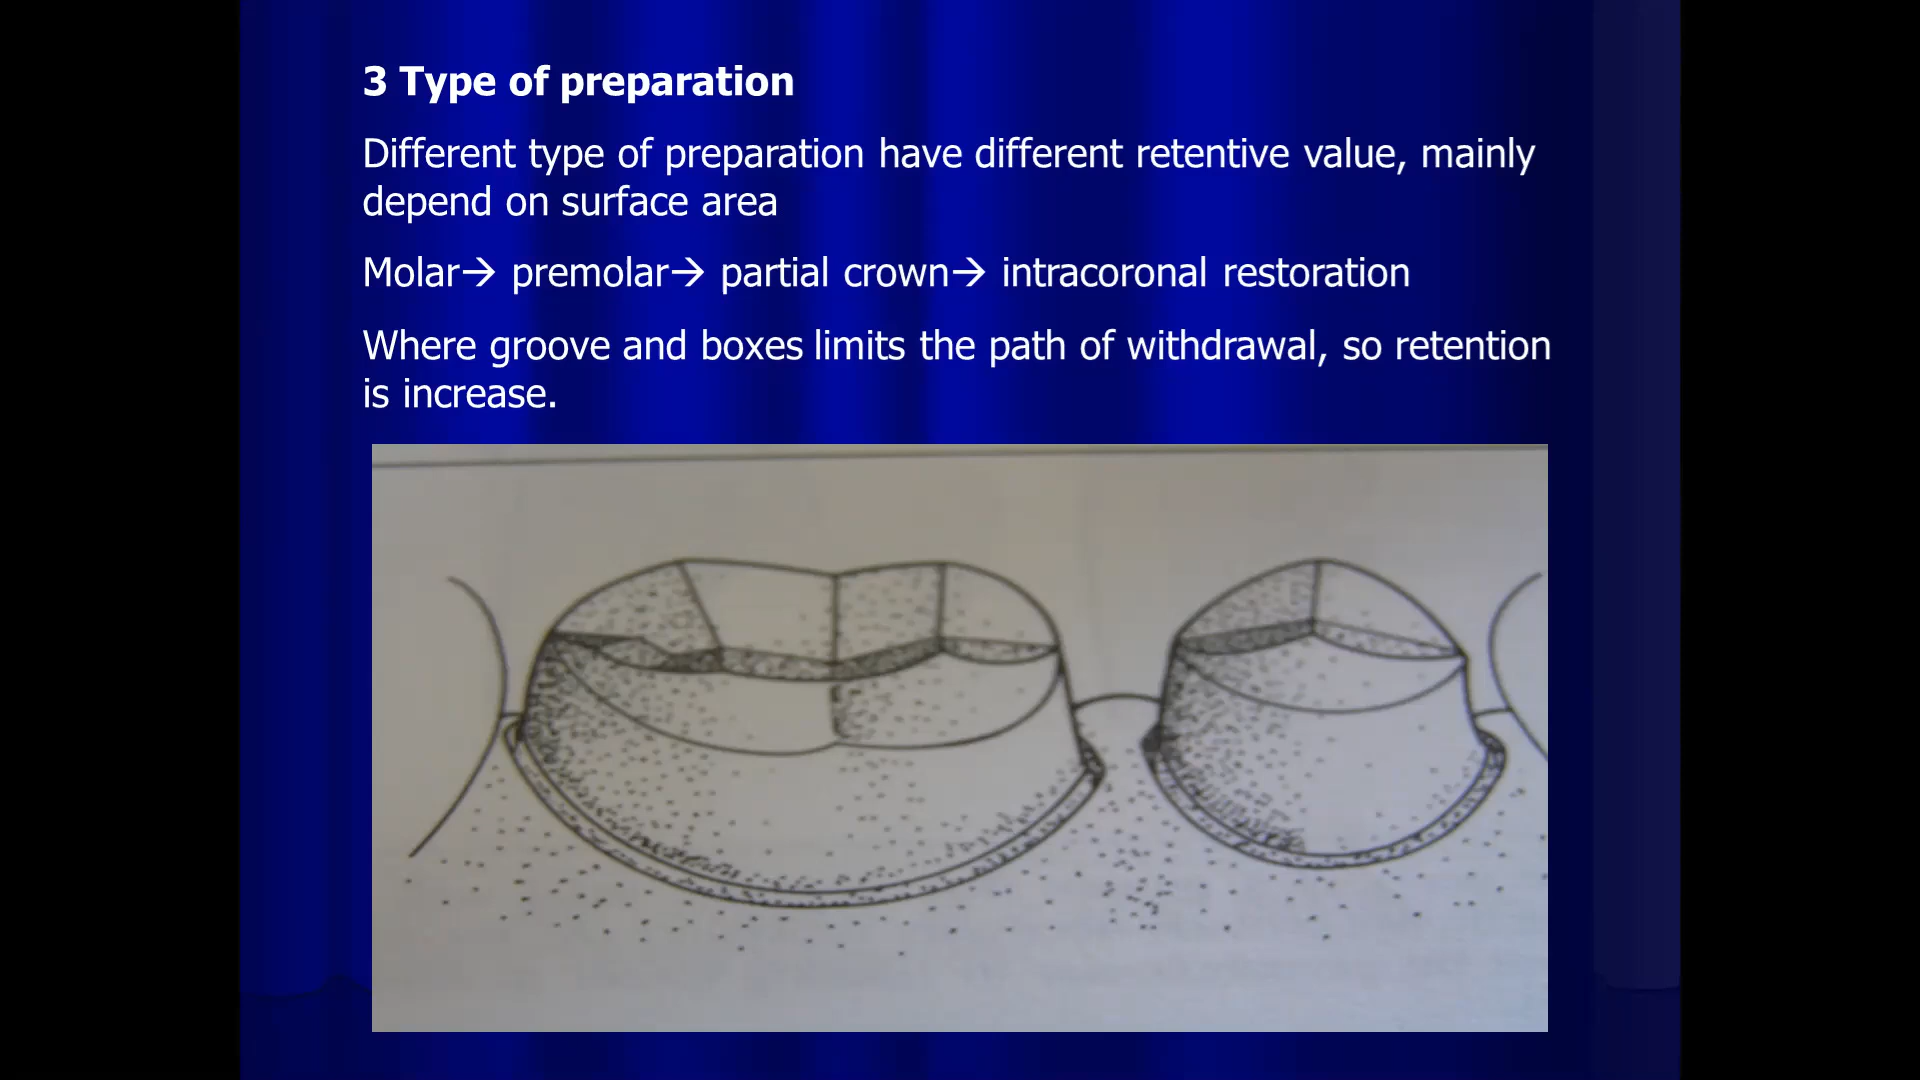 3 Type of preparation
Different type of preparation have different retentive value, mainly
depend on surface area
Molar→ premolar→ partial crown→ intracoronal restoration
Where groove and boxes limits the path of withdrawal, so retention
is increase.